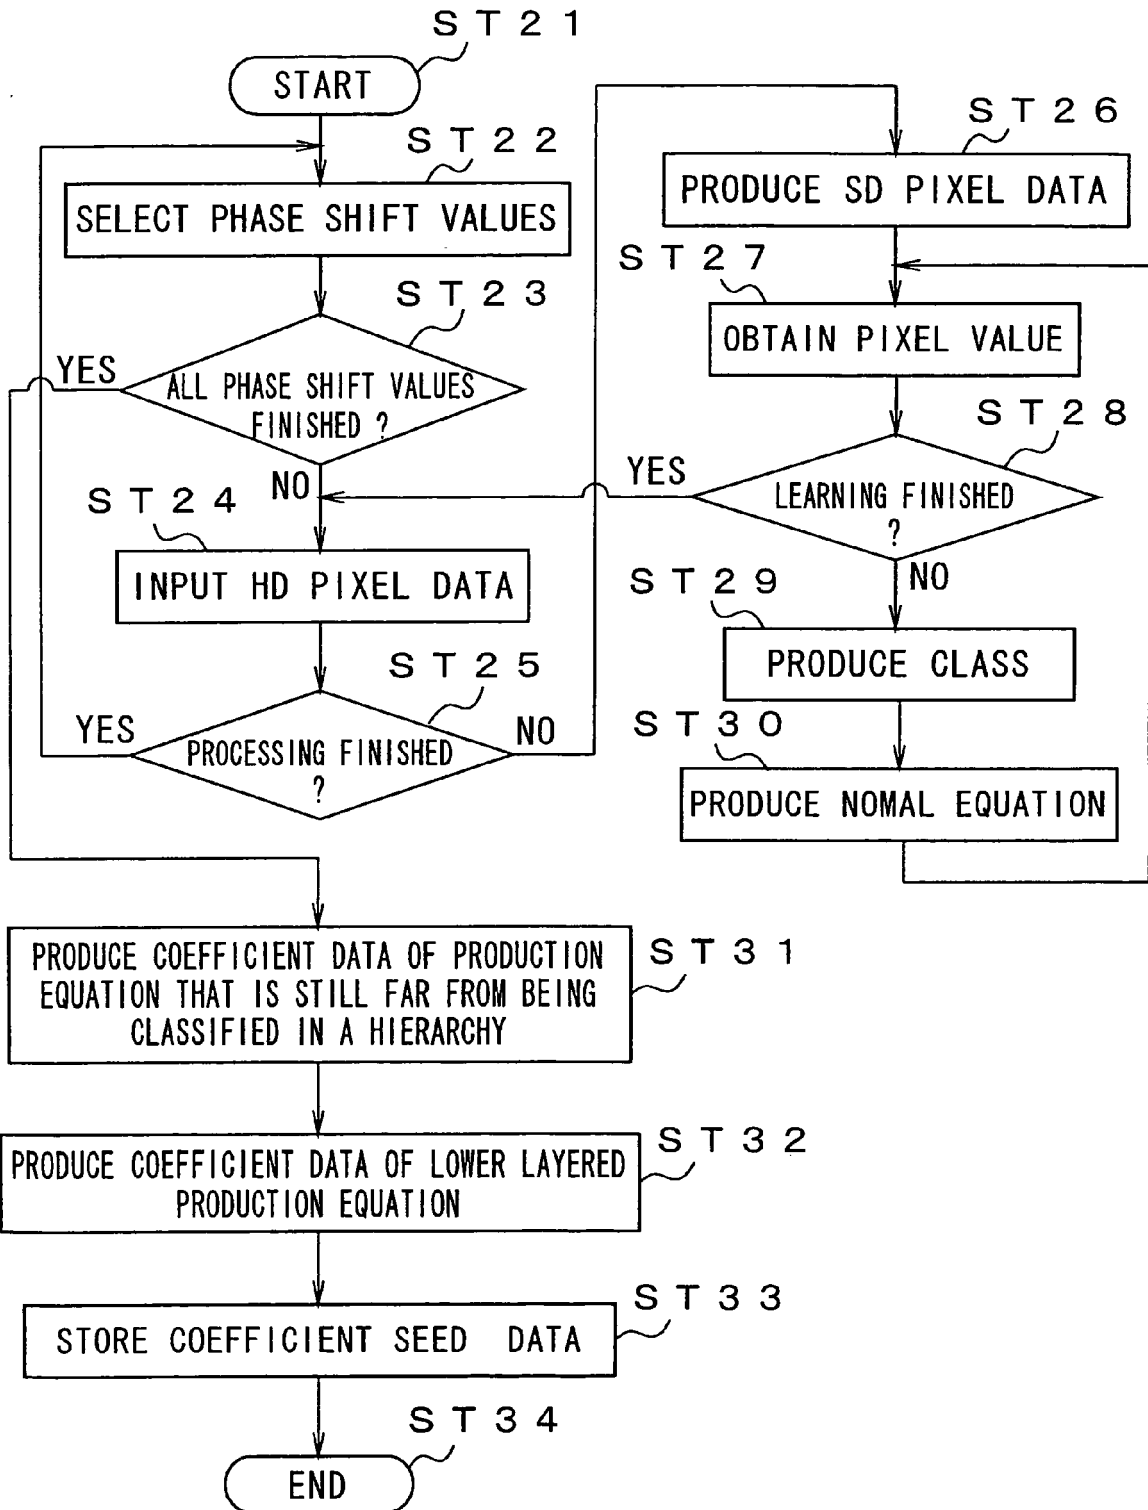 ST21
START
ST22
SELECT PHASE SHIFT VALUES
ST23
ALL PHASE SHIFT VALUES
FINISHED ?
YES
NO
ST24
INPUT HD PIXEL DATA
ST25
PROCESSING FINISHED
?
YES
NO
ST26
PRODUCE SD PIXEL DATA
ST27
OBTAIN PIXEL VALUE
ST28
LEARNING FINISHED
?
YES
NO
ST29
PRODUCE CLASS
ST30
PRODUCE NOMAL EQUATION
ST31
PRODUCE COEFFICIENT DATA OF PRODUCTION
EQUATION THAT IS STILL FAR FROM BEING
CLASSIFIED IN A HIERARCHY
ST32
PRODUCE COEFFICIENT DATA OF LOWER LAYERED
PRODUCTION EQUATION
ST33
STORE COEFFICIENT SEED DATA
ST34
END